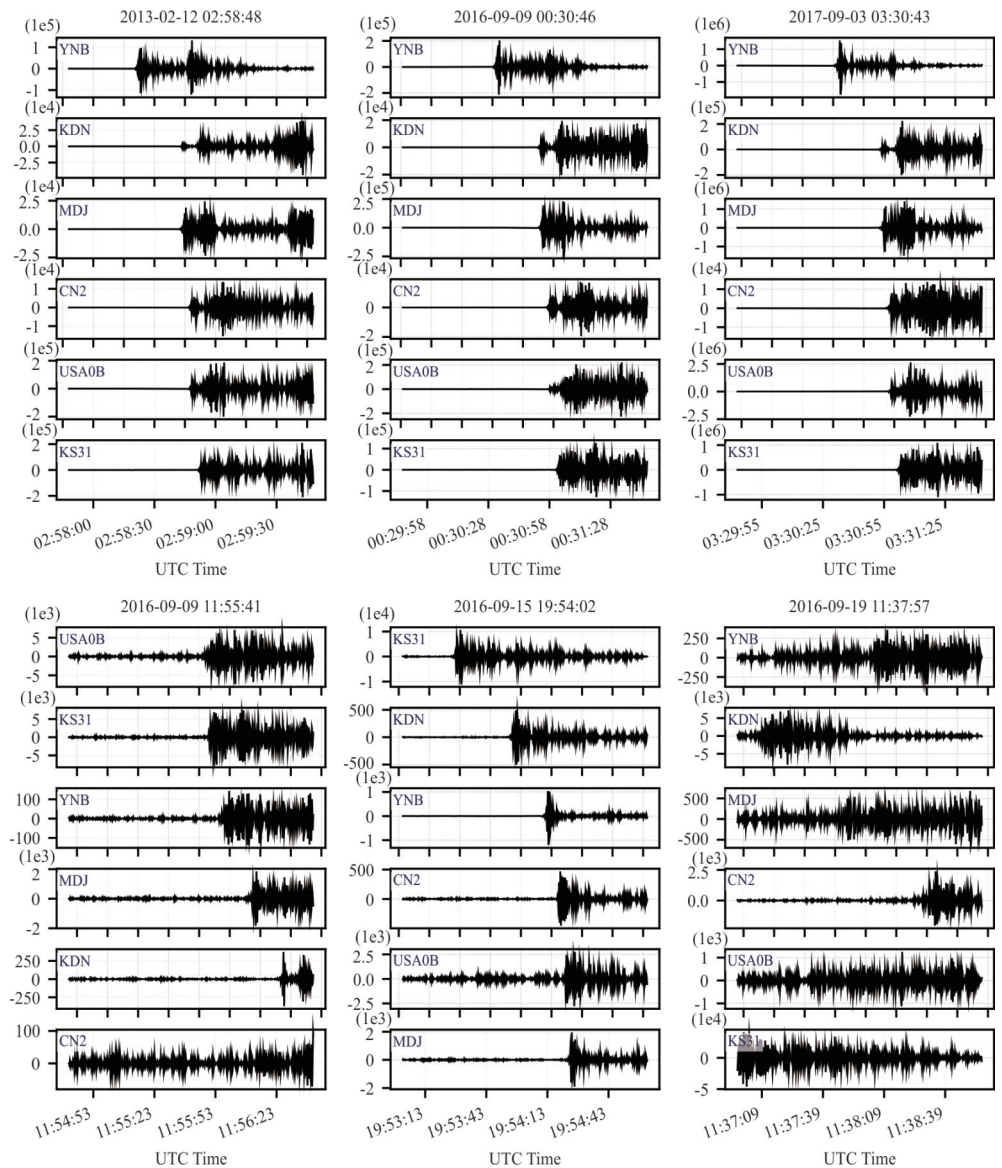 2013-02-12 02:58:48
(1e5)
YNB
1
0
-1
(1e4)
KDN
2.5
0.0
-2.5
(1e4)
MDJ
2.5
0.0
-2.5
(1e4)
CN2
1
0
-1
(1e5)
USA0B
2
0
-2
(1e5)
KS31
2
0
-2
02:58:00
02:58:30
02:59:00
02:59:30
UTC Time
2016-09-09 00:30:46
(1e5)
YNB
2
0
-2
(1e4)
KDN
2
0
-2
(1e5)
MDJ
2
0
-2
(1e4)
CN2
0
-2
(1e5)
USA0B
2
0
-2
(1e5)
KS31
1
0
-1
00:29:58
00:30:28
00:30:58
00:31:28
UTC Time
2017-09-03 03:30:43
(1e6)
YNB
1
0
-1
(1e5)
KDN
2
0
-2
(1e6)
MDJ
1
0
-1
(1e4)
CN2
1
0
-1
(1e6)
USA0B
2.5
0.0
-2.5
(1e6)
KS31
1
0
-1
03:29:55
03:30:25
03:30:55
03:31:25
UTC Time
2016-09-09 11:55:41
(1e3)
USA0B
5
0
-5
(1e3)
KS31
5
0
-5
YNB
100
0
-100
(1e3)
MDJ
2
0
-2
KDN
250
0
-250
CN2
100
0
11:54:53
11:55:23
11:55:53
11:56:23
UTC Time
2016-09-15 19:54:02
(1e4)
KS31
1
0
-1
KDN
500
0
-500
(1e3)
YNB
1
0
-1
CN2
500
0
(1e3)
USA0B
2.5
0.0
-2.5
(1e3)
MDJ
2
0
-2
19:53:13
19:53:43
19:54:13
19:54:43
UTC Time
2016-09-19 11:37:57
YNB
250
0
-250
(1e3)
KDN
5
0
-5
MDJ
500
0
-500
(1e3)
CN2
2.5
0.0
(1e3)
USA0B
1
0
-1
(1e4)
KS31
0
-5
11:37:09
11:37:39
11:38:09
11:38:39
UTC Time